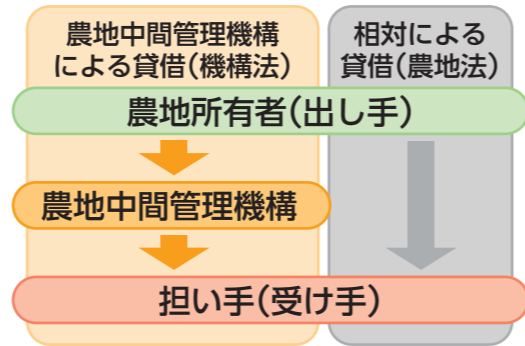 農地中間管理機構
による貸借(機構法)
相対による
貸借(農地法)
農地所有者(出し手)
農地中間管理機構
担い手(受け手)